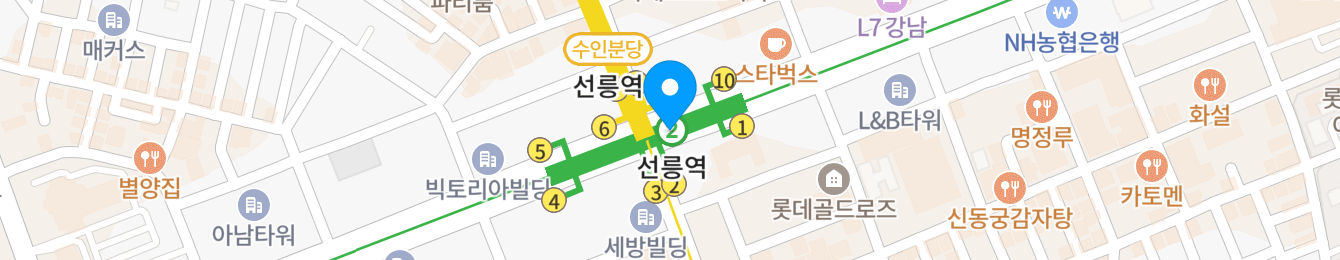 파티움
L7 강남
NH농협은행
매커스
수인분당
선릉역
10
스타벅스
6
2
1
L&B타워
명정루
화설
5
선릉역
별양집
빅토리아빌딩
4
3
2
롯데골드로즈
카토멘
신동궁감자탕
아남타워
세방빌딩